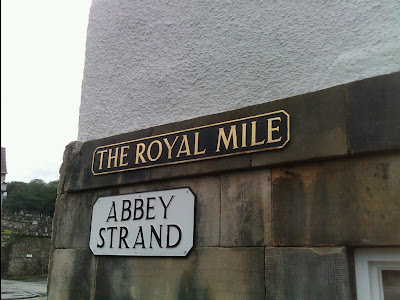 THE ROYAL MILE
ABBEY
STRAND